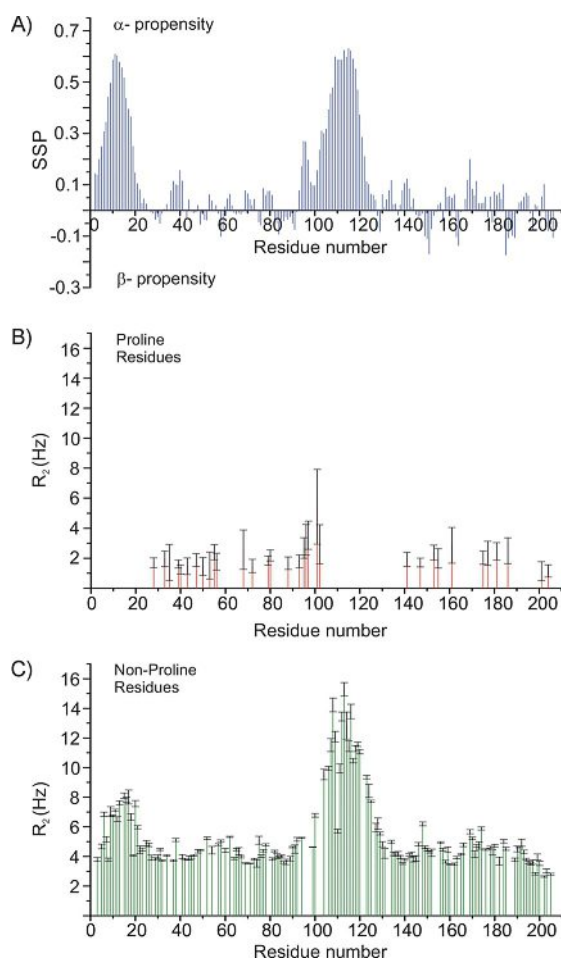 A)
α- propensity
SSP
0.7
0.5
0.3
0.1
-0.1
-0.3
20 40 60 80 100 120 140 160 180 200
Residue number
β- propensity
B)
Proline
Residues
R2 (Hz)
16
14
12
10
8
6
4
2
0 20 40 60 80 100 120 140 160 180 200
Residue number
C)
Non-Proline
Residues
R2 (Hz)
16
14
12
10
8
6
4
2
0 20 40 60 80 100 120 140 160 180 200
Residue number